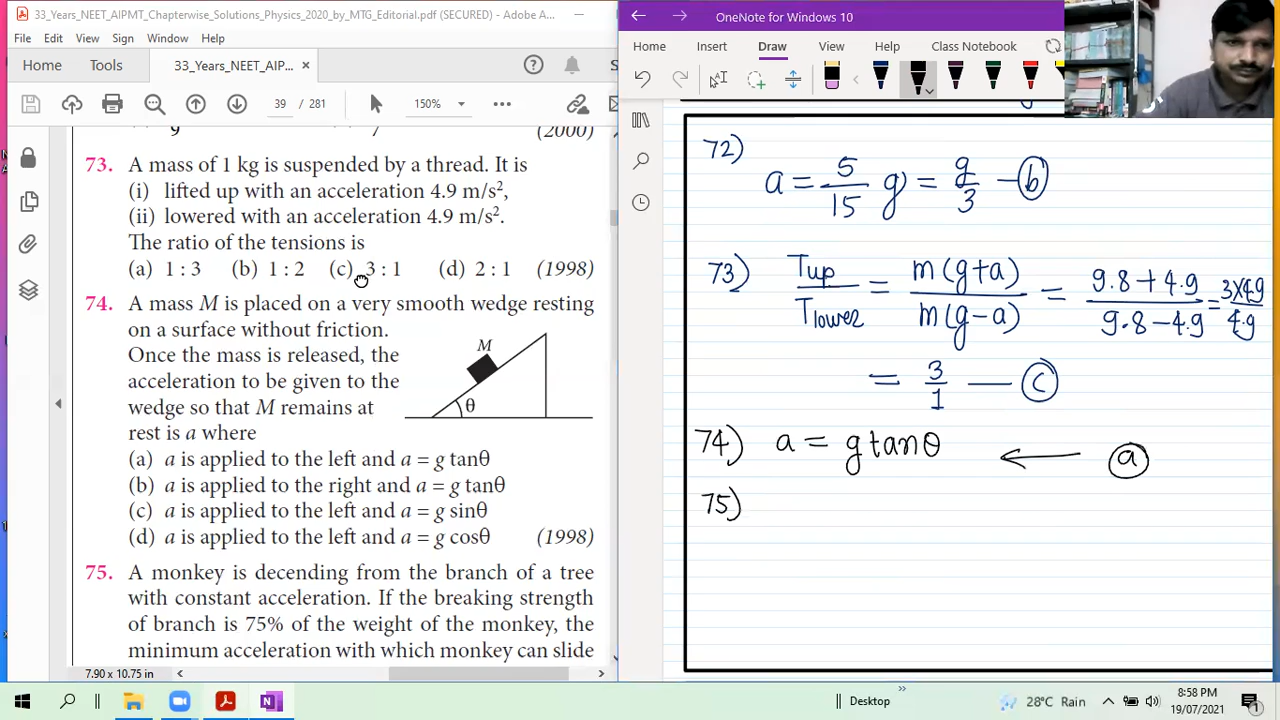 33_Years_NEET_AIPMT_Chapterwise_Solutions_Physics_2020_by_MTG_Editorial.pdf (SECURED) - Adobe A...
File Edit View Sign Window Help
Home Tools 33_Years_NEET_AIP...
39 / 281 150%
9 7 (2000)
73. A mass of 1 kg is suspended by a thread. It is
(i) lifted up with an acceleration 4.9 m/s²,
(ii) lowered with an acceleration 4.9 m/s².
The ratio of the tensions is
(a) 1 : 3 (b) 1 : 2 (c) 3 : 1 (d) 2 : 1 (1998)
74. A mass M is placed on a very smooth wedge resting
on a surface without friction.
Once the mass is released, the
acceleration to be given to the
wedge so that M remains at
rest is a where
M
θ
(a) a is applied to the left and a = g tanθ
(b) a is applied to the right and a = g tanθ
(c) a is applied to the left and a = g sinθ
(d) a is applied to the left and a = g cosθ (1998)
75. A monkey is decending from the branch of a tree
with constant acceleration. If the breaking strength
of branch is 75% of the weight of the monkey, the
minimum acceleration with which monkey can slide
7.90 x 10.75 in
OneNote for Windows 10
Home Insert Draw View Help Class Notebook
72) a = 5/15 g = g/3 - b
73) Tup/Tlower = m(g+a)/m(g-a) = 9.8+4.9/9.8-4.9 = 3×4.9/4.9
= 3/1 — c
74) a = g tanθ ← a
75)
Desktop
28°C Rain
8:58 PM
19/07/2021